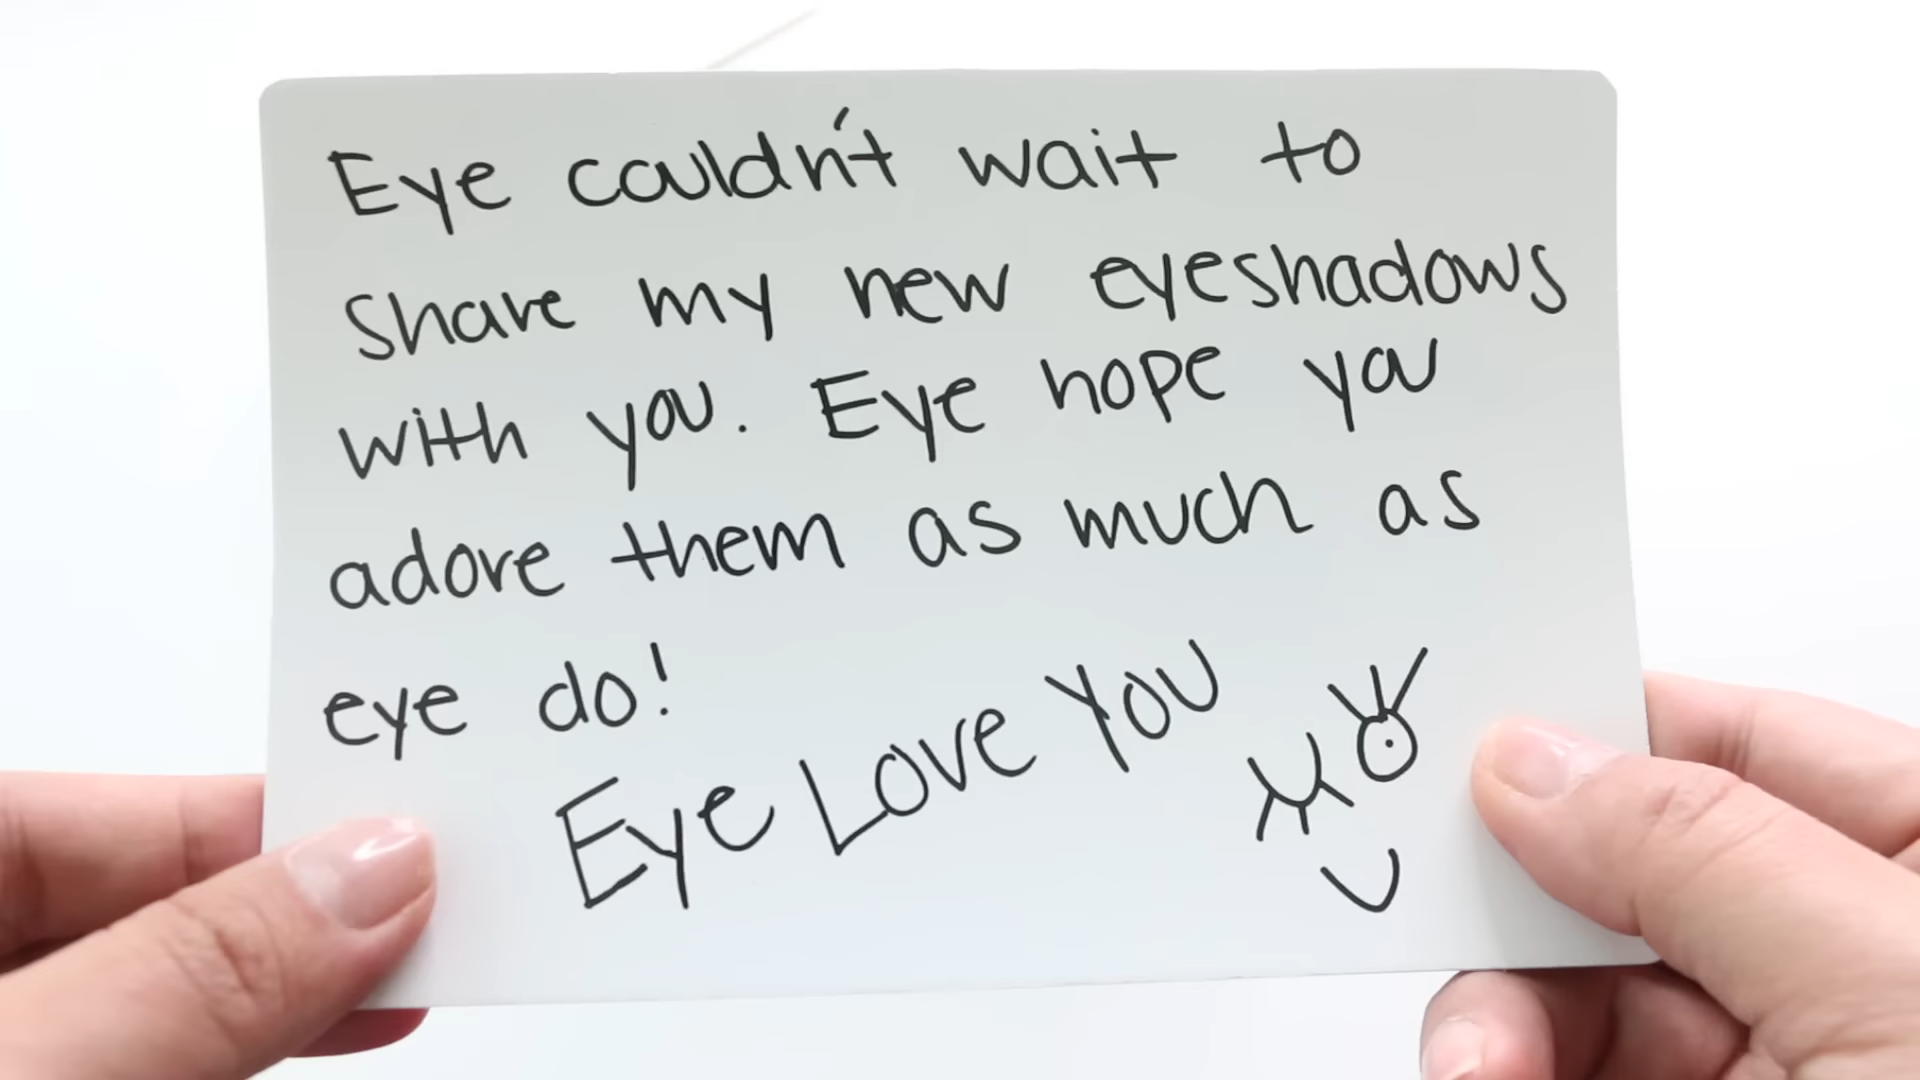 Eye couldn't wait to
share my new eyeshadows
with you. Eye hope you
adore them as much as
eye do!
Eye Love You